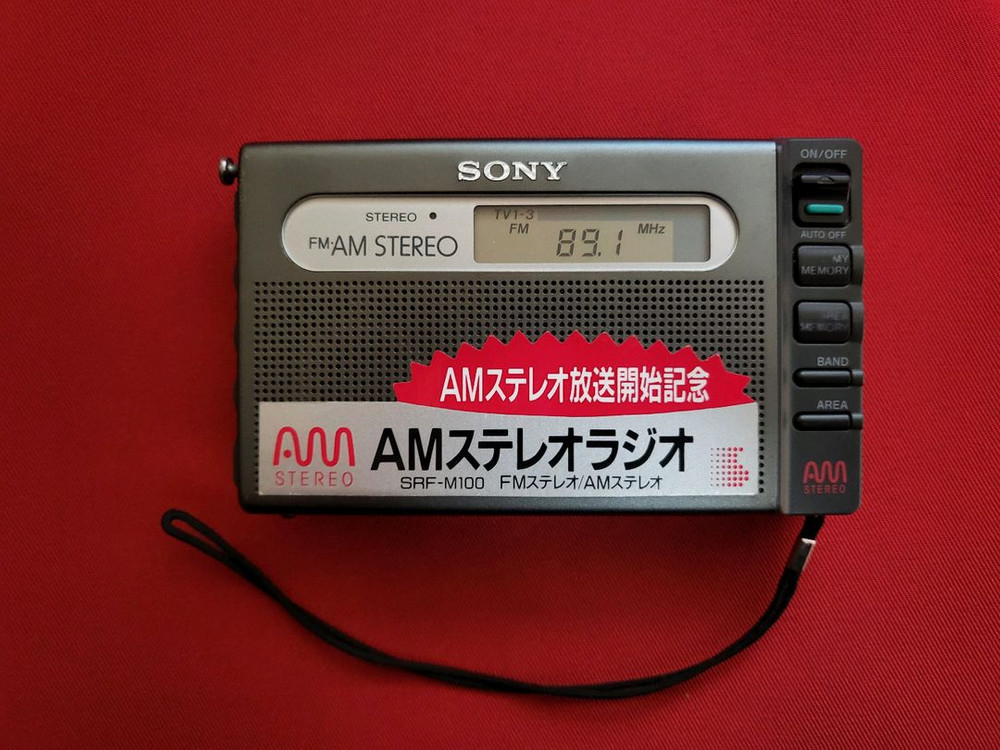 SONY
ON/OFF
STEREO
FM·AM STEREO
TV1-3
FM
89.1
MHz
AUTO OFF
MY
MEMORY
BAND
AREA
AMステレオ放送開始記念
AM
STEREO
AMステレオラジオ
SRF-M100 FMステレオ/AMステレオ
AM
STEREO